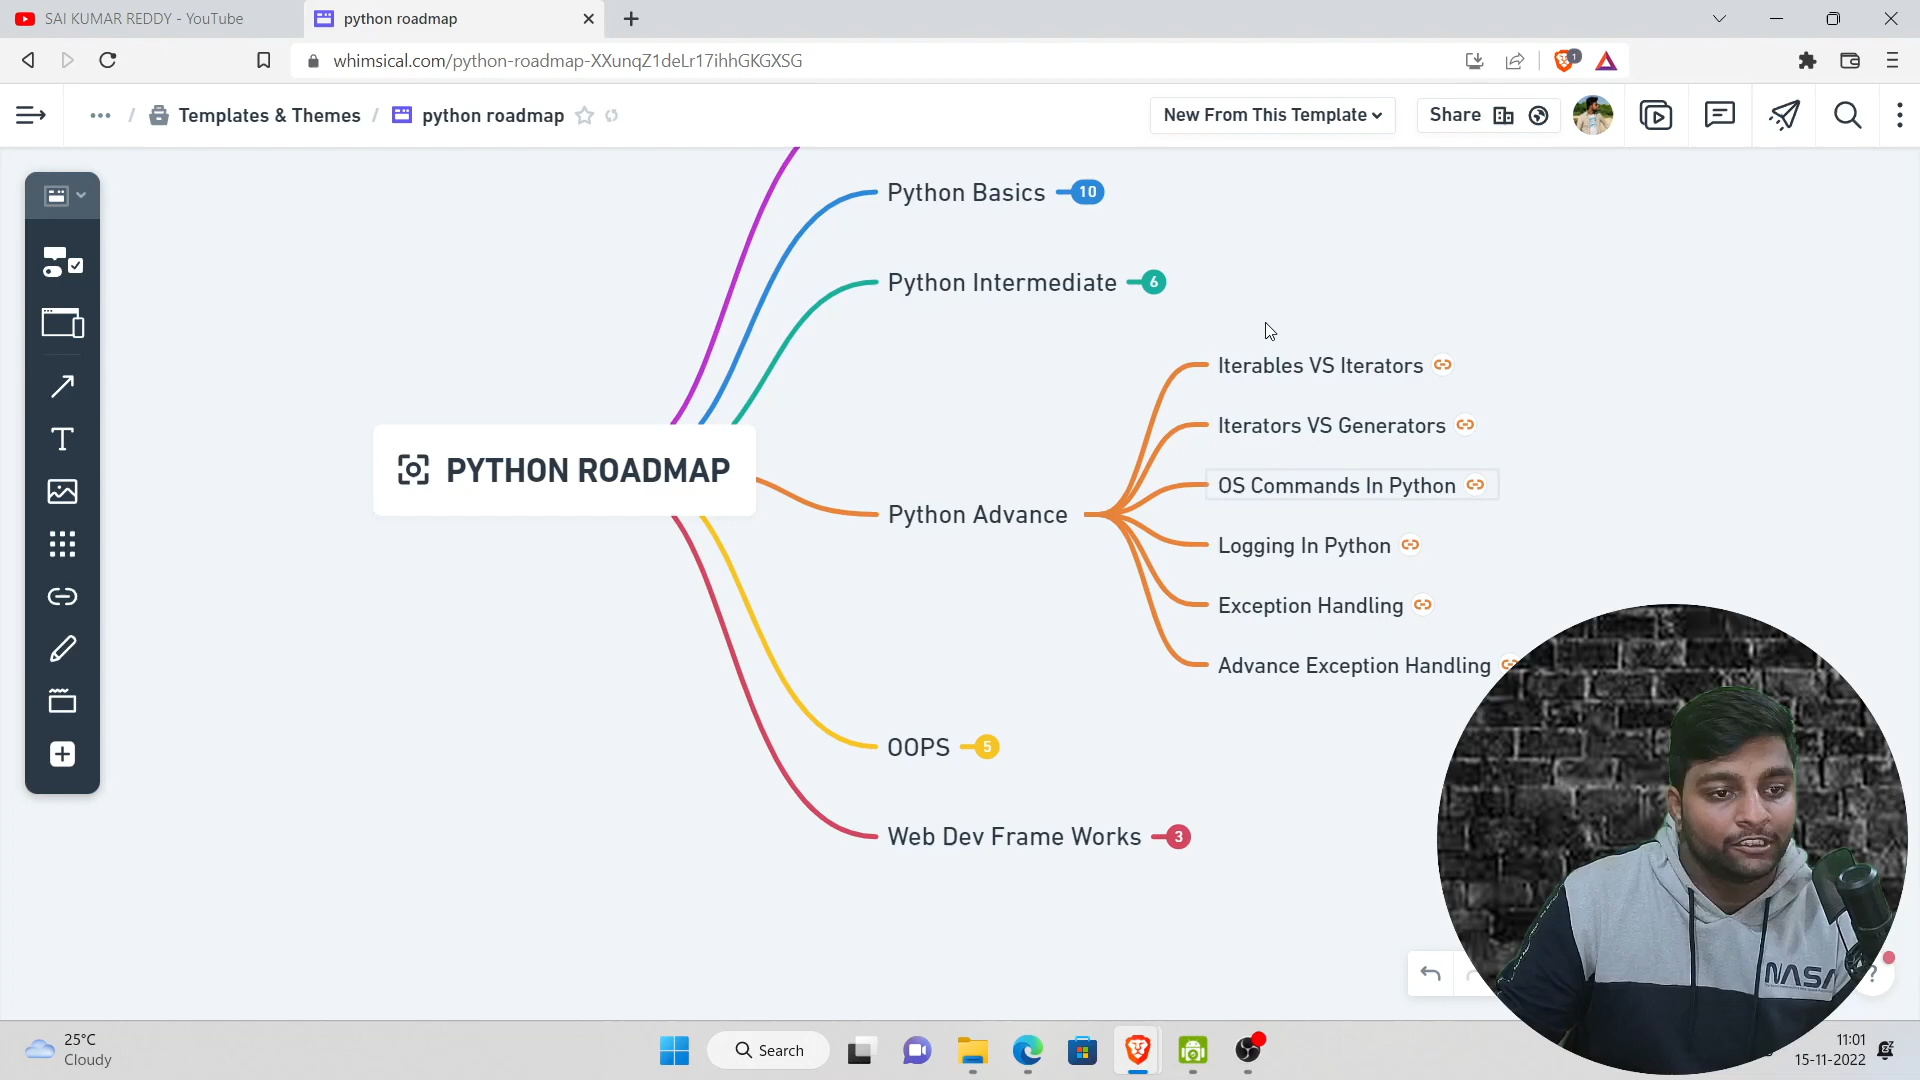 SAI KUMAR REDDY - YouTube
python roadmap
whimsical.com/python-roadmap-XXunqZ1deLr17ihhGKGXSG
1
... / Templates & Themes / python roadmap
New From This Template
Share
Python Basics 10
Python Intermediate 6
Iterables VS Iterators
Iterators VS Generators
PYTHON ROADMAP
OS Commands In Python
Python Advance
Logging In Python
Exception Handling
Advance Exception Handling
OOPS 5
Web Dev Frame Works 3
NASA
?
25°C
Cloudy
Search
11:01
15-11-2022